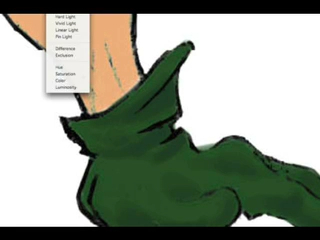 Hard Light
Vivid Light
Linear Light
Pin Light
Difference
Exclusion
Hue
Saturation
Color
Luminosity